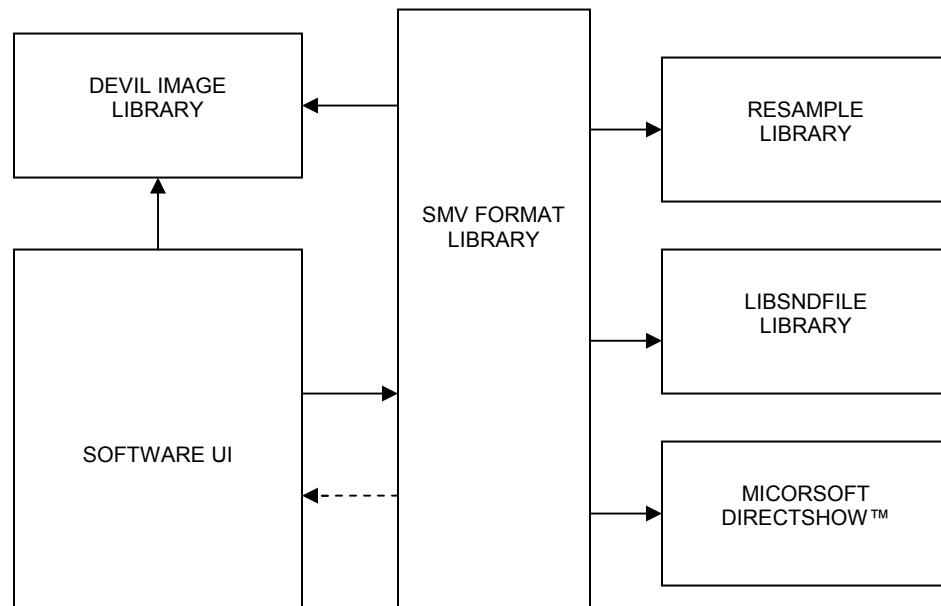 DEVIL IMAGE
LIBRARY
RESAMPLE
LIBRARY
SMV FORMAT
LIBRARY
LIBSNDFILE
LIBRARY
SOFTWARE UI
MICORSOFT
DIRECTSHOW™